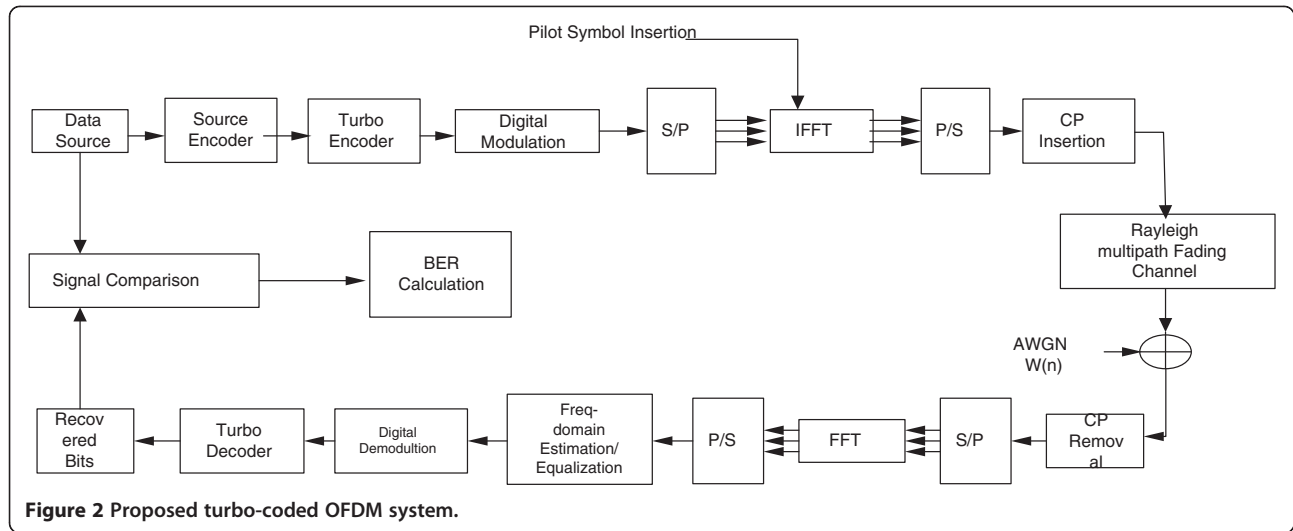 Pilot Symbol Insertion
Data
Source
Source
Encoder
Turbo
Encoder
Digital
Modulation
S/P
IFFT
P/S
CP
Insertion
Rayleigh
multipath Fading
Channel
Signal Comparison
BER
Calculation
AWGN
W(n)
Recov
ered
Bits
Turbo
Decoder
Digital
Demodultion
Freq-
domain
Estimation/
Equalization
P/S
FFT
S/P
CP
Remov
al
Figure 2 Proposed turbo-coded OFDM system.